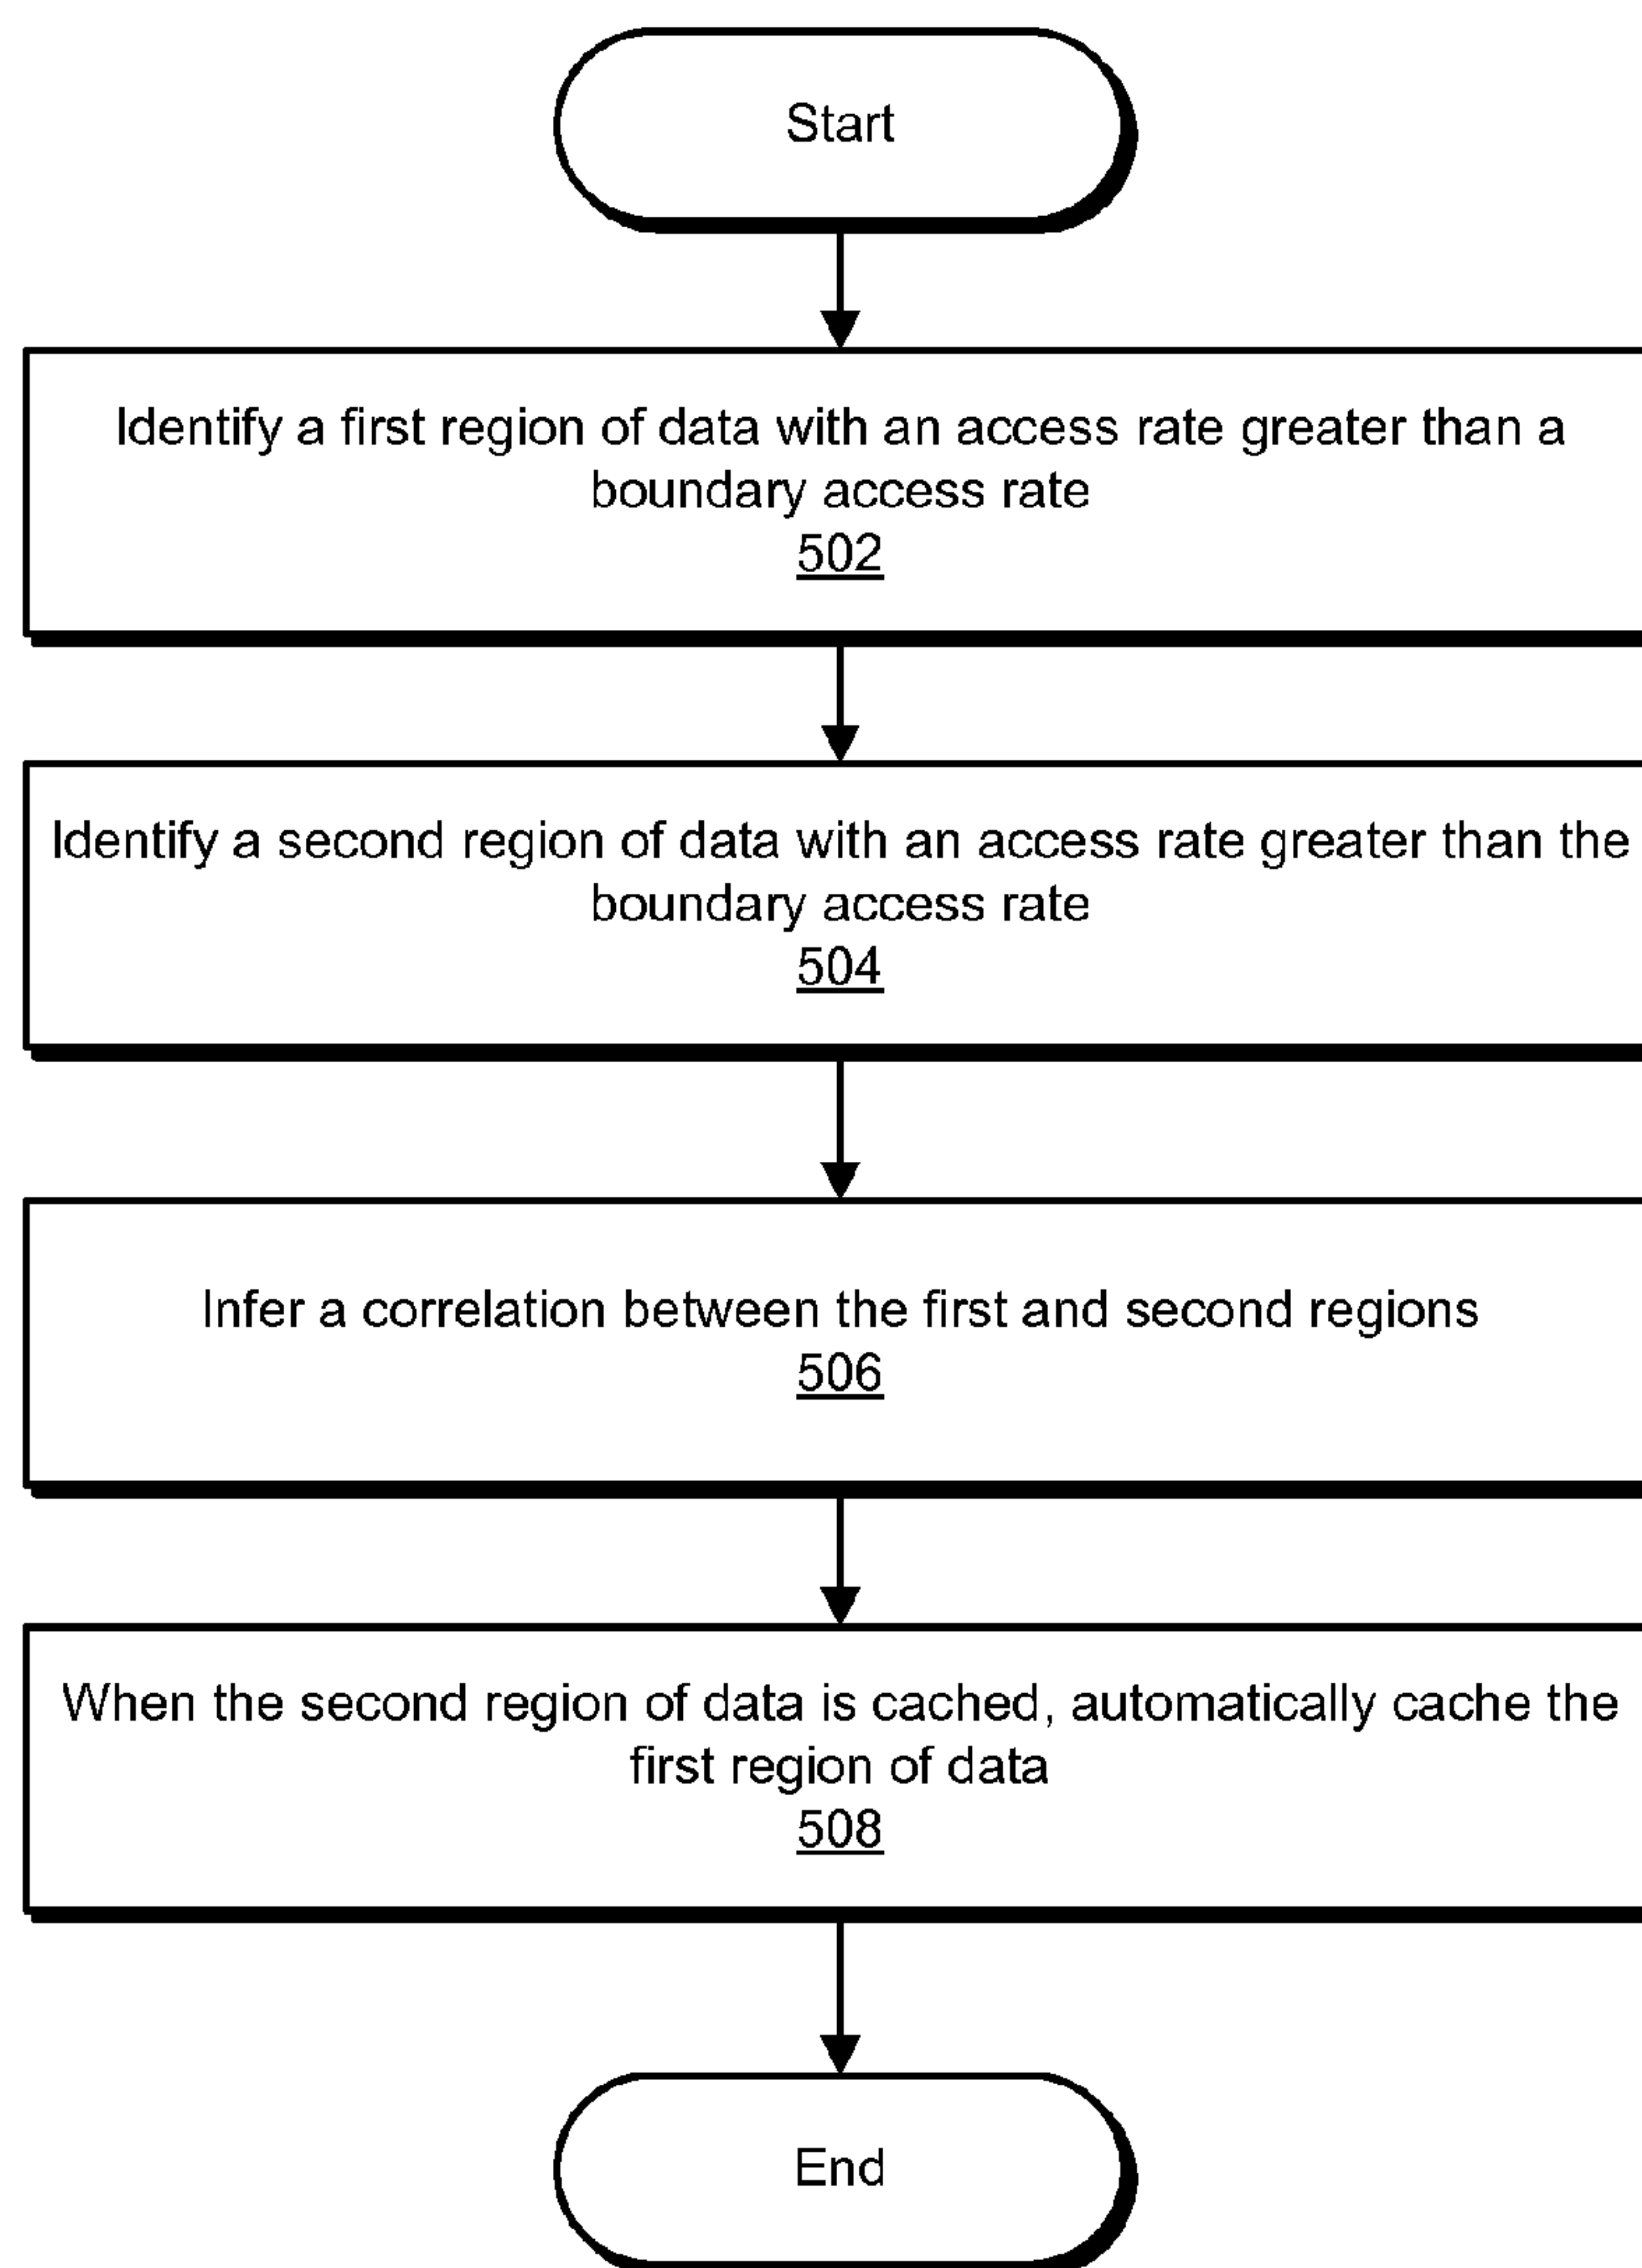 Start
Identify a first region of data with an access rate greater than a
boundary access rate
502
Identify a second region of data with an access rate greater than the
boundary access rate
504
Infer a correlation between the first and second regions
506
When the second region of data is cached, automatically cache the
first region of data
508
End